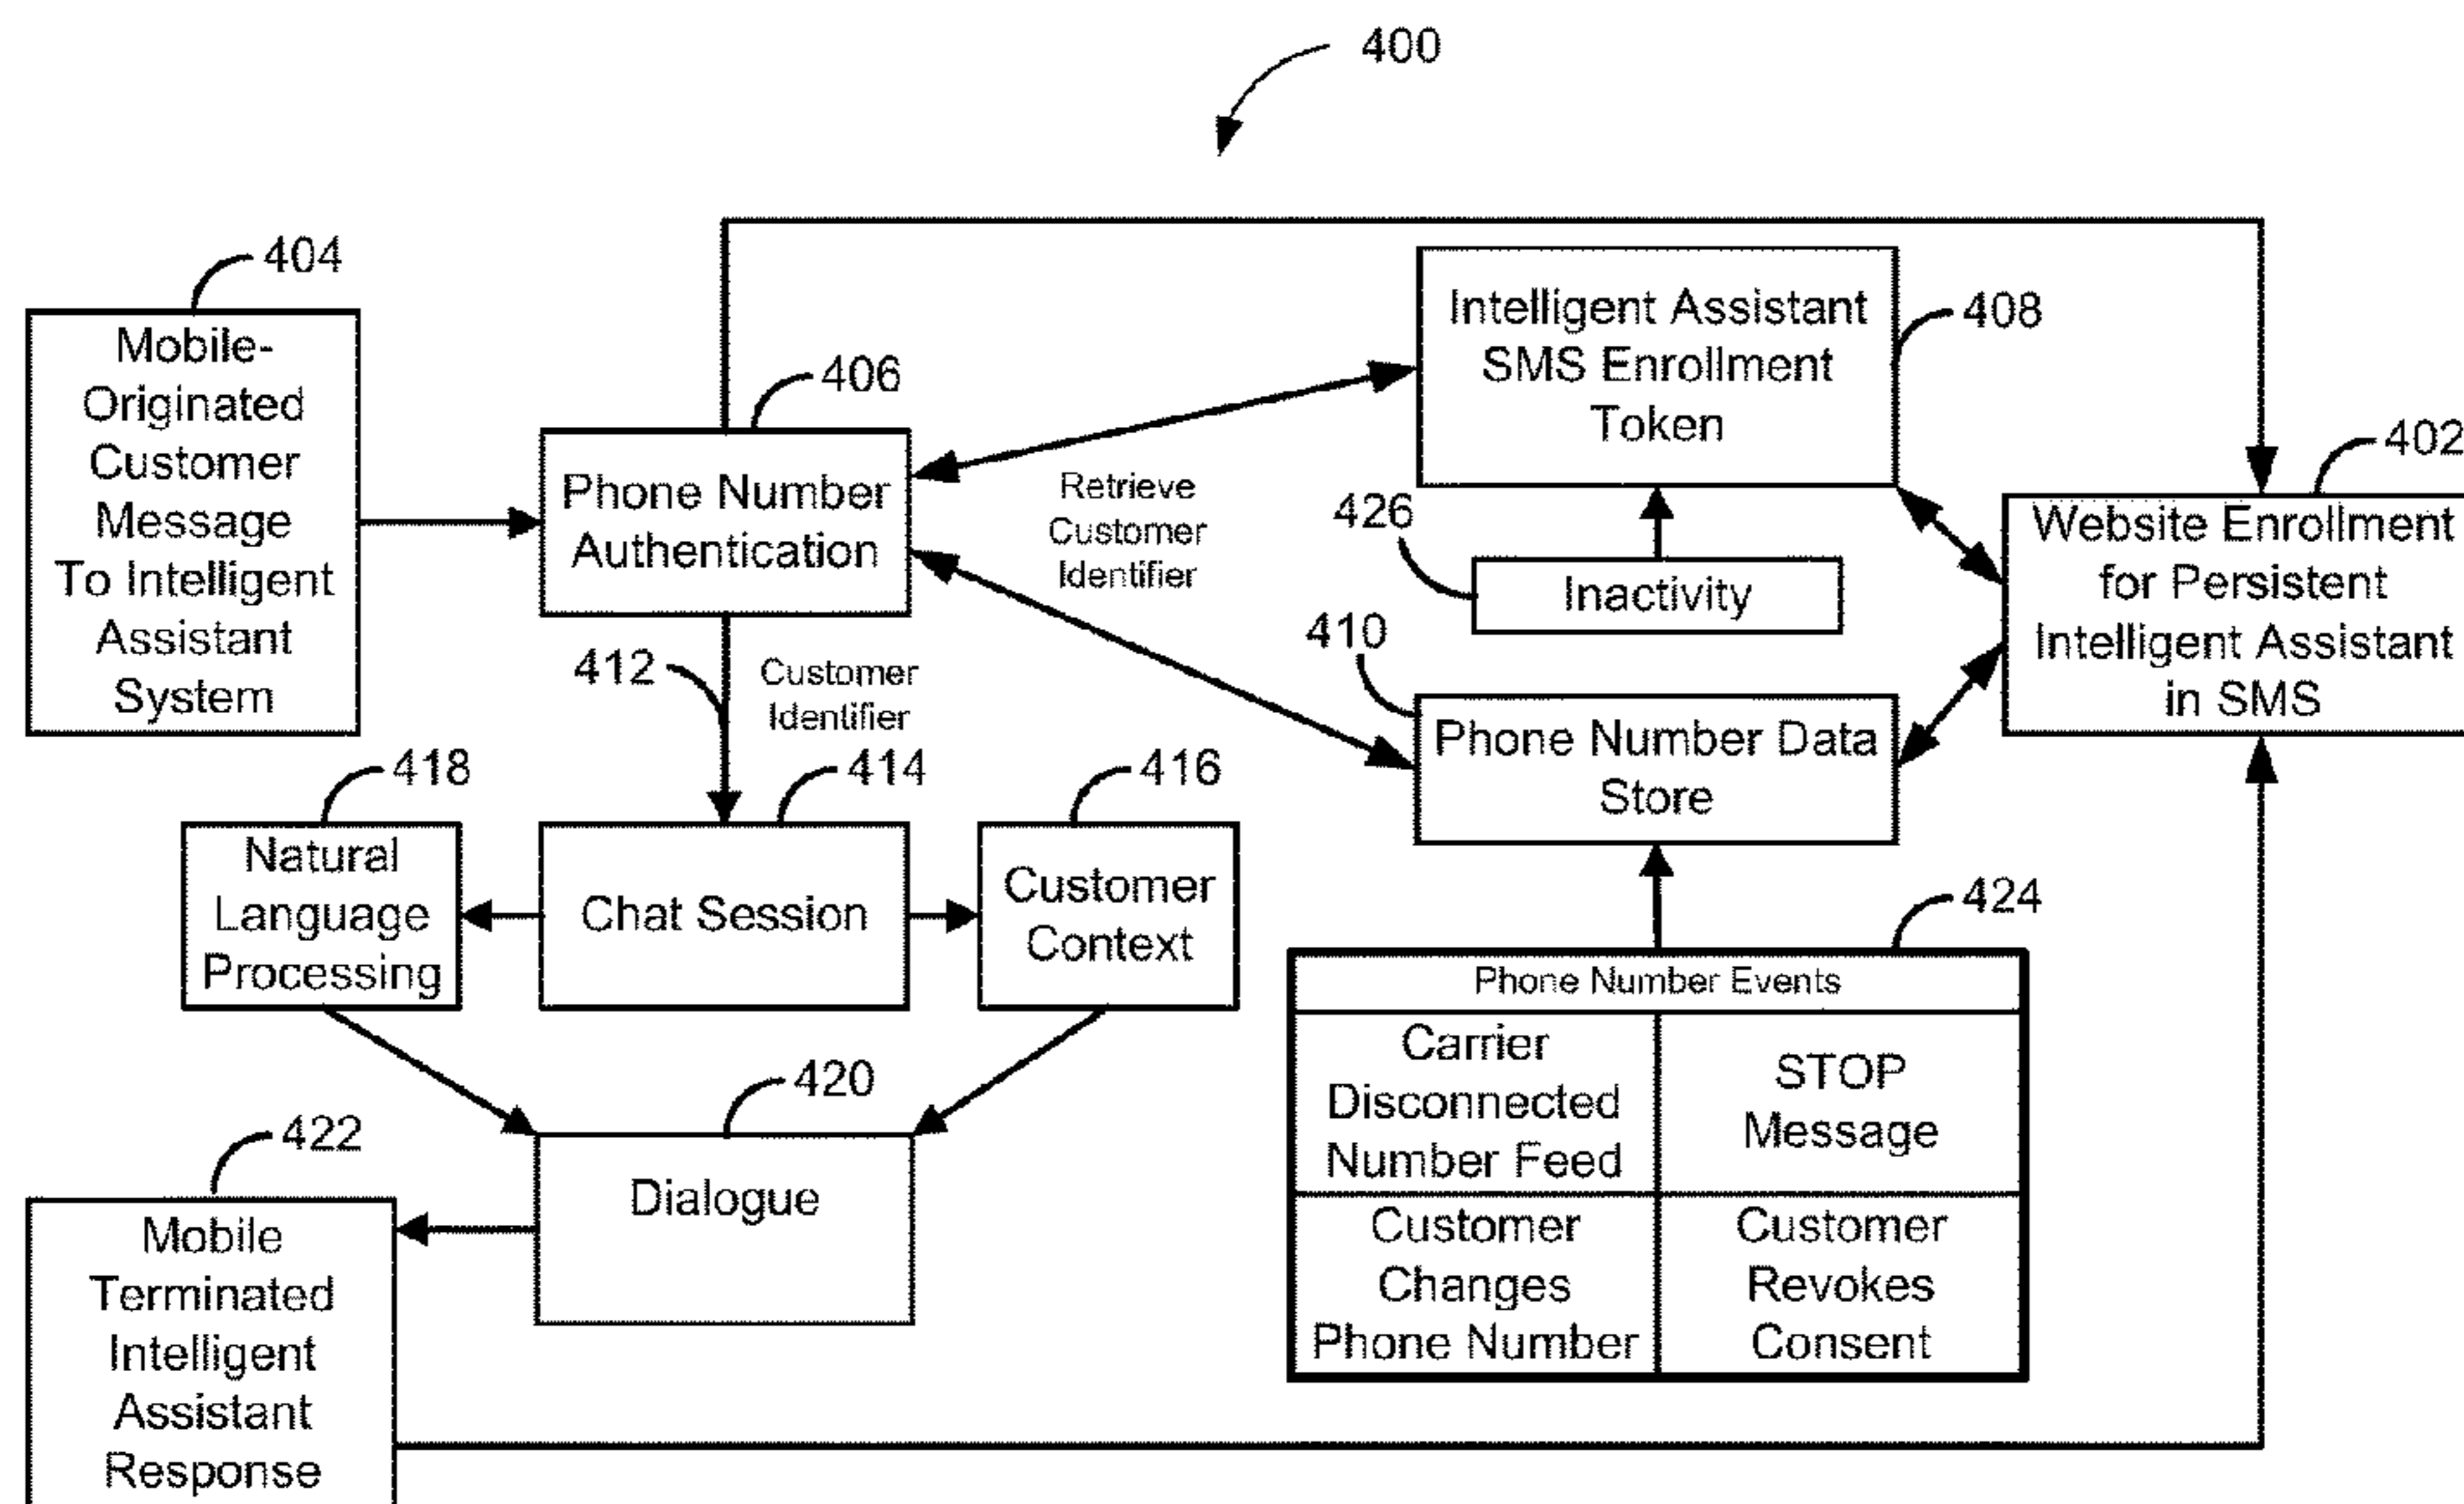 400
404
Mobile-
Originated
Customer
Message
To Intelligent
Assistant
System
406
Phone Number
Authentication
Intelligent Assistant
SMS Enrollment
Token
408
402
Website Enrollment
for Persistent
Intelligent Assistant
in SMS
Retrieve
Customer
Identifier
426
Inactivity
410
Phone Number Data
Store
412
Customer
Identifier
418
Natural
Language
Processing
414
Chat Session
416
Customer
Context
424
Phone Number Events
Carrier
Disconnected
Number Feed
STOP
Message
Customer
Changes
Phone Number
Customer
Revokes
Consent
420
Dialogue
422
Mobile
Terminated
Intelligent
Assistant
Response